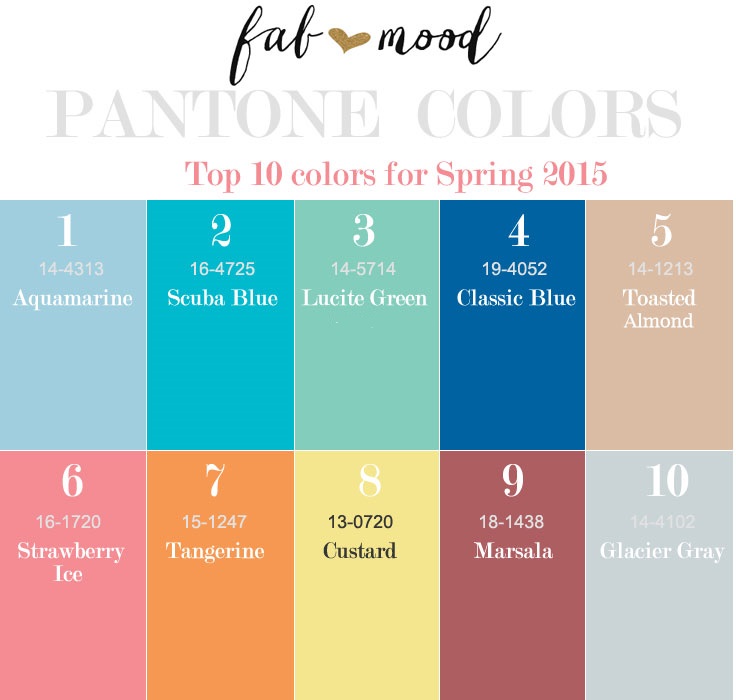 fab mood
PANTONE COLORS
Top 10 colors for Spring 2015
1
14-4313
Aquamarine
2
16-4725
Scuba Blue
3
14-5714
Lucite Green
4
19-4052
Classic Blue
5
14-1213
Toasted
Almond
6
16-1720
Strawberry
Ice
7
15-1247
Tangerine
8
13-0720
Custard
9
18-1438
Marsala
10
14-4102
Glacier Gray